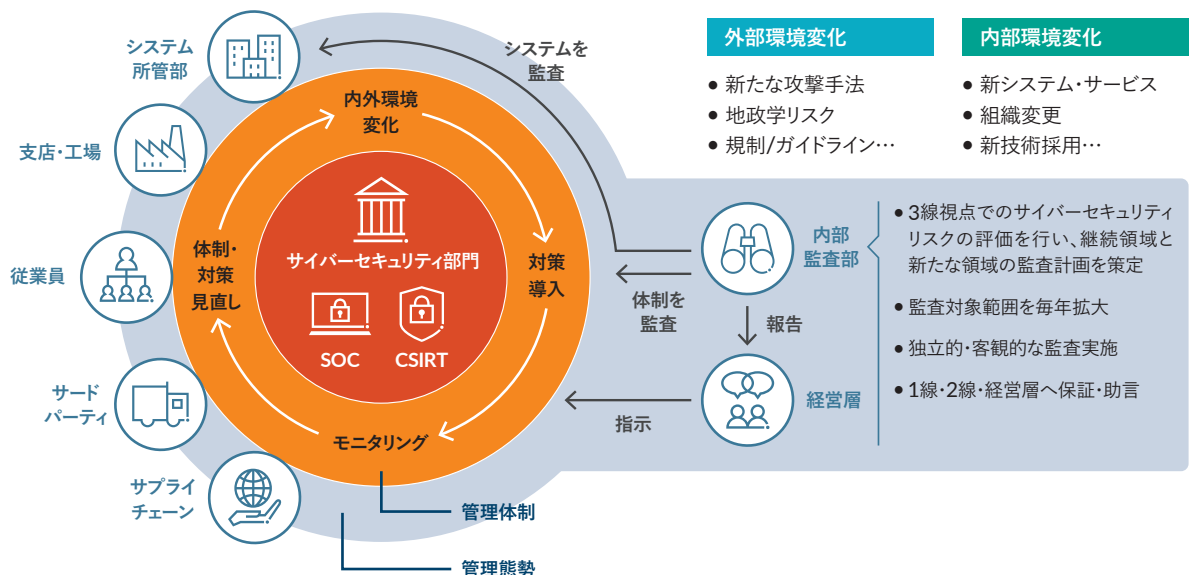 システム
所管部
支店・工場
従業員
サード
パーティ
サプライ
チェーン
内外環境
変化
対策
導入
モニタリング
体制・
対策
見直し
サイバーセキュリティ部門
SOC
CSIRT
管理体制
管理態勢
システムを
監査
体制を
監査
指示
報告
内部
監査部
経営層
外部環境変化
• 新たな攻撃手法
• 地政学リスク
• 規制/ガイドライン…
内部環境変化
• 新システム・サービス
• 組織変更
• 新技術採用…
• 3線視点でのサイバーセキュリティ
リスクの評価を行い、継続領域と
新たな領域の監査計画を策定
• 監査対象範囲を毎年拡大
• 独立的・客観的な監査実施
• 1線・2線・経営層へ保証・助言